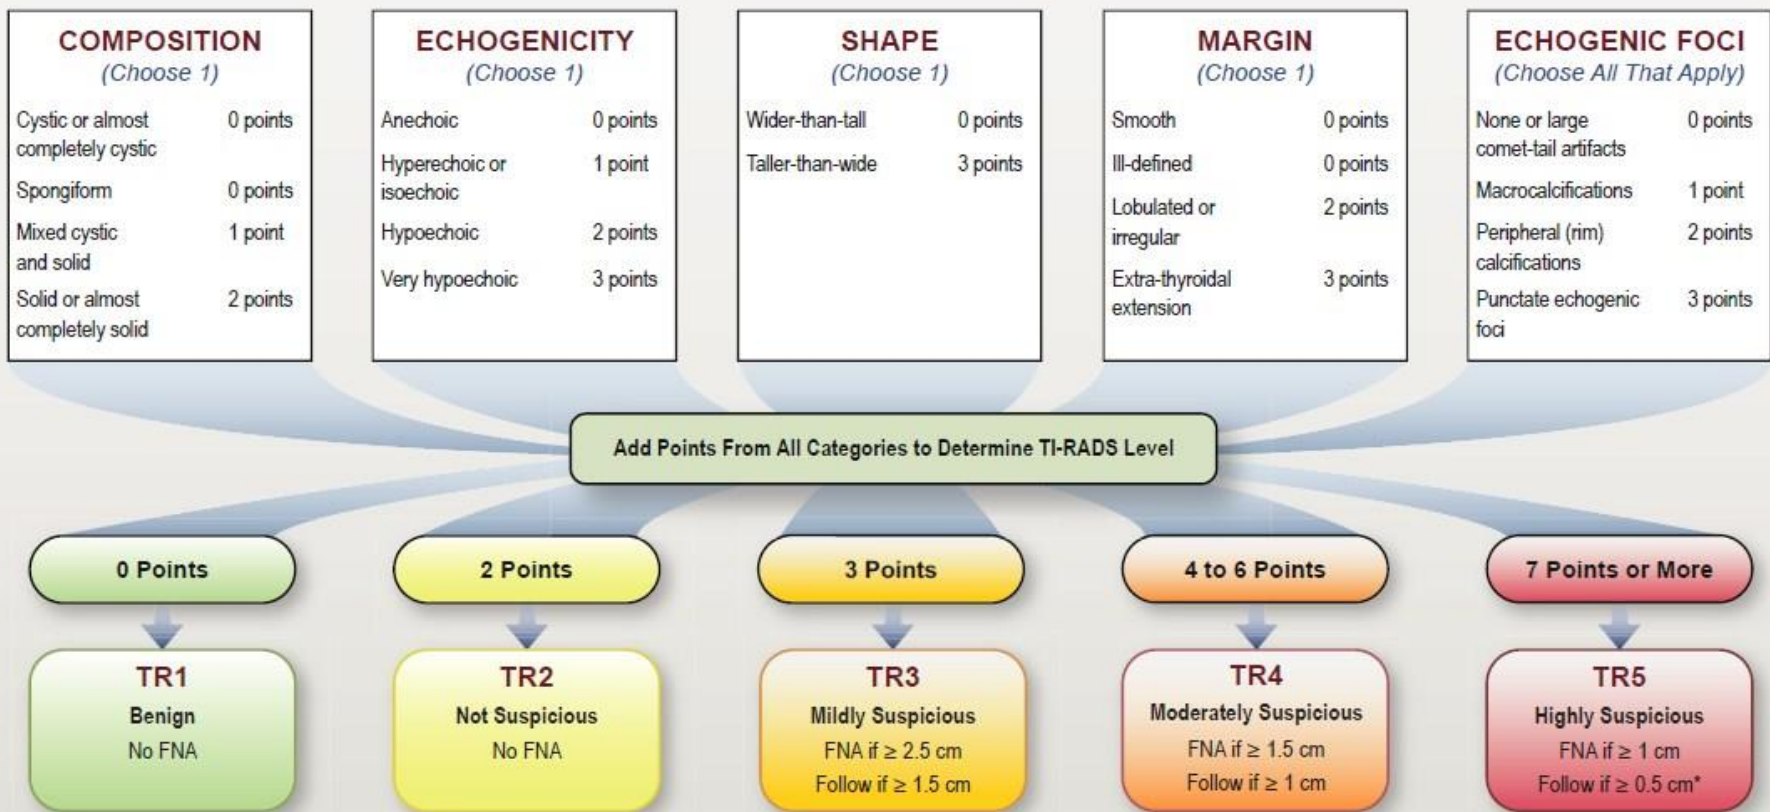 COMPOSITION
(Choose 1)
Cystic or almost 0 points
completely cystic
Spongiform 0 points
Mixed cystic 1 point
and solid
Solid or almost 2 points
completely solid
ECHOGENICITY
(Choose 1)
Anechoic 0 points
Hyperechoic or 1 point
isoechoic
Hypoechoic 2 points
Very hypoechoic 3 points
SHAPE
(Choose 1)
Wider-than-tall 0 points
Taller-than-wide 3 points
MARGIN
(Choose 1)
Smooth 0 points
Ill-defined 0 points
Lobulated or 2 points
irregular
Extra-thyroidal 3 points
extension
ECHOGENIC FOCI
(Choose All That Apply)
None or large 0 points
comet-tail artifacts
Macrocalcifications 1 point
Peripheral (rim) 2 points
calcifications
Punctate echogenic 3 points
foci
Add Points From All Categories to Determine TI-RADS Level
0 Points
2 Points
3 Points
4 to 6 Points
7 Points or More
TR1
Benign
No FNA
TR2
Not Suspicious
No FNA
TR3
Mildly Suspicious
FNA if ≥ 2.5 cm
Follow if ≥ 1.5 cm
TR4
Moderately Suspicious
FNA if ≥ 1.5 cm
Follow if ≥ 1 cm
TR5
Highly Suspicious
FNA if ≥ 1 cm
Follow if ≥ 0.5 cm*